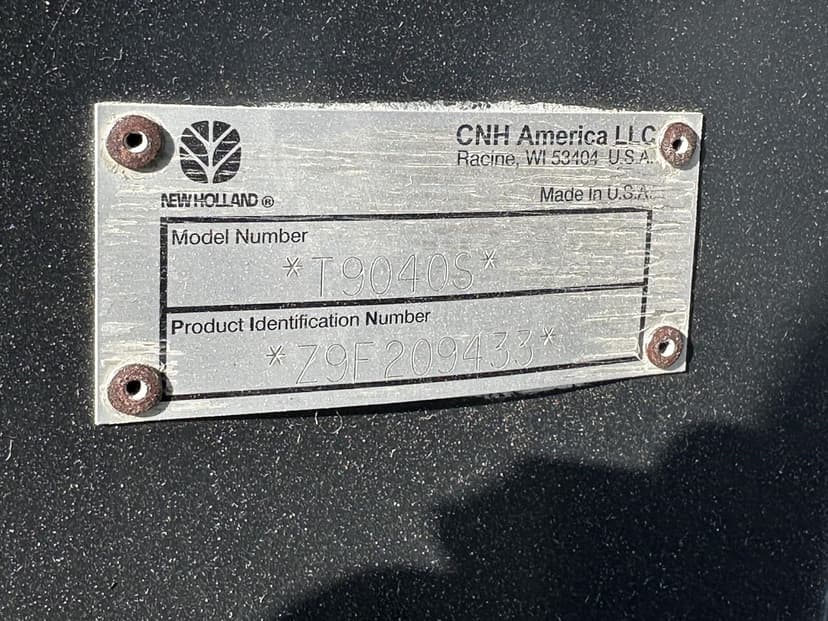 NEW HOLLAND ®
CNH America LLC
Racine, WI 53404 U.S.A.
Made In U.S.A.
Model Number
*T9040S*
Product Identification Number
*Z9F209433*